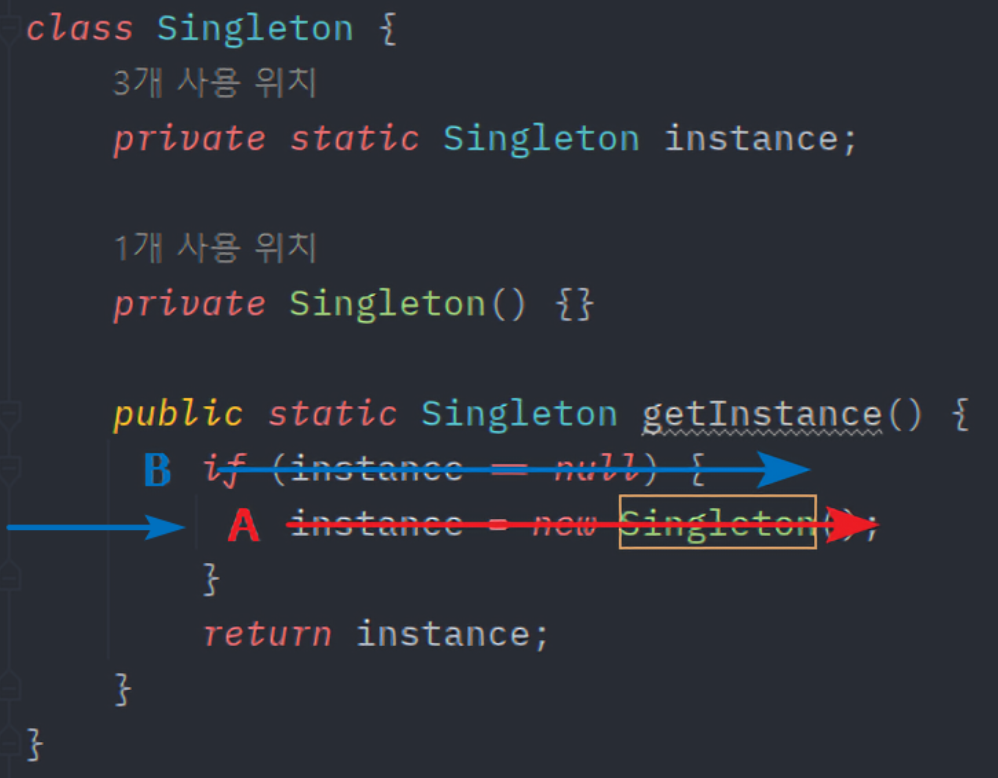 class Singleton {
3개 사용 위치
private static Singleton instance;
1개 사용 위치
private Singleton() {}
public static Singleton getInstance() {
B if (instance == null) {
A instance = new Singleton();
}
return instance;
}
}